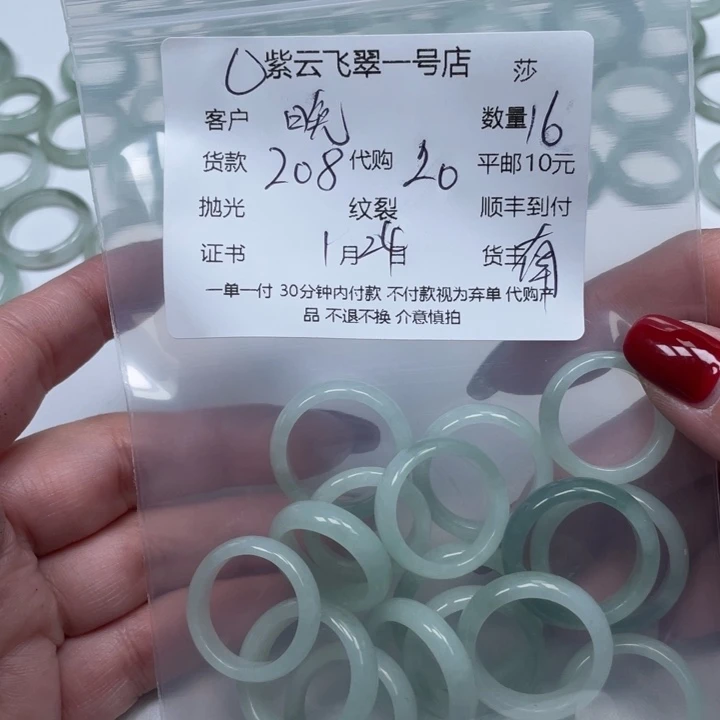 紫云飞翠一号店 莎
客户 晓 数量 16
货款 208 代购 20 平邮10元
抛光 纹裂 顺丰到付
证书 1月24日 货主
一单一付 30分钟内付款 不付款视为弃单 代购产
品 不退不换 介意慎拍